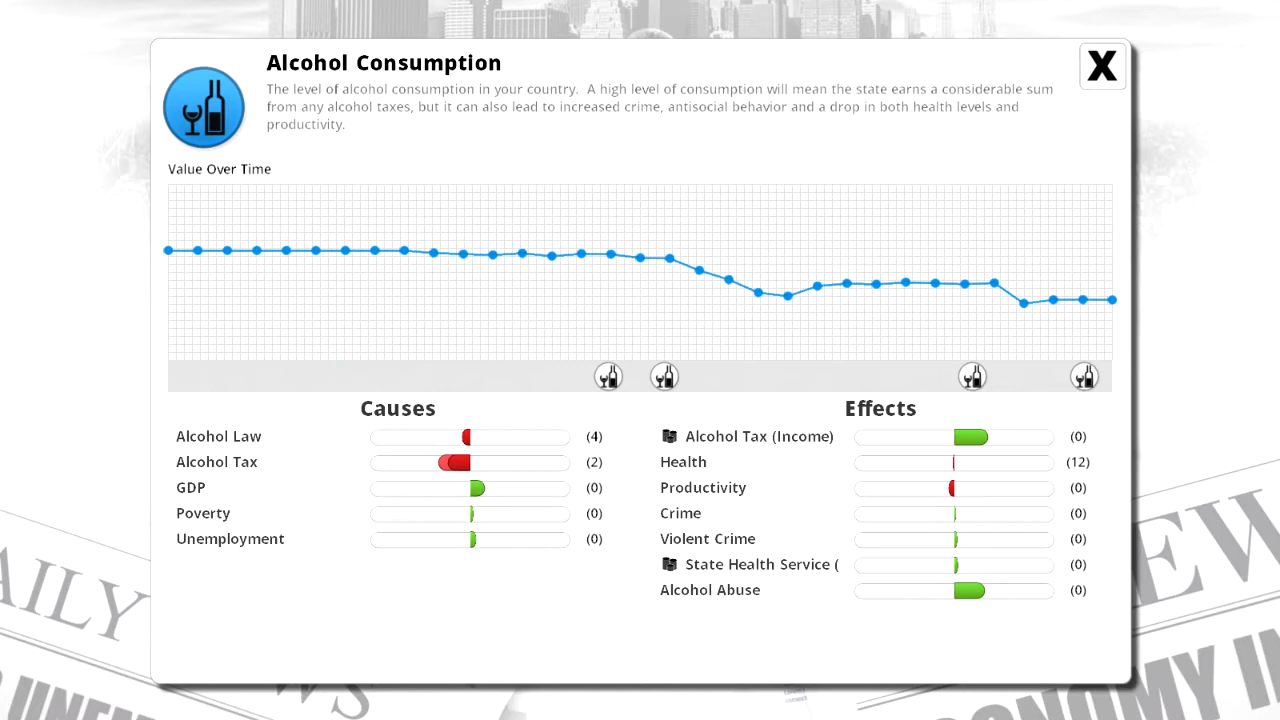 Alcohol Consumption
X
The level of alcohol consumption in your country.  A high level of consumption will mean the state earns a considerable sum
from any alcohol taxes, but it can also lead to increased crime, antisocial behavior and a drop in both health levels and
productivity.
Value Over Time
Causes
Alcohol Law (4)
Alcohol Tax (2)
GDP (0)
Poverty (0)
Unemployment (0)
Effects
Alcohol Tax (Income) (0)
Health (12)
Productivity (0)
Crime (0)
Violent Crime (0)
State Health Service ( (0)
Alcohol Abuse (0)
AILY
EW